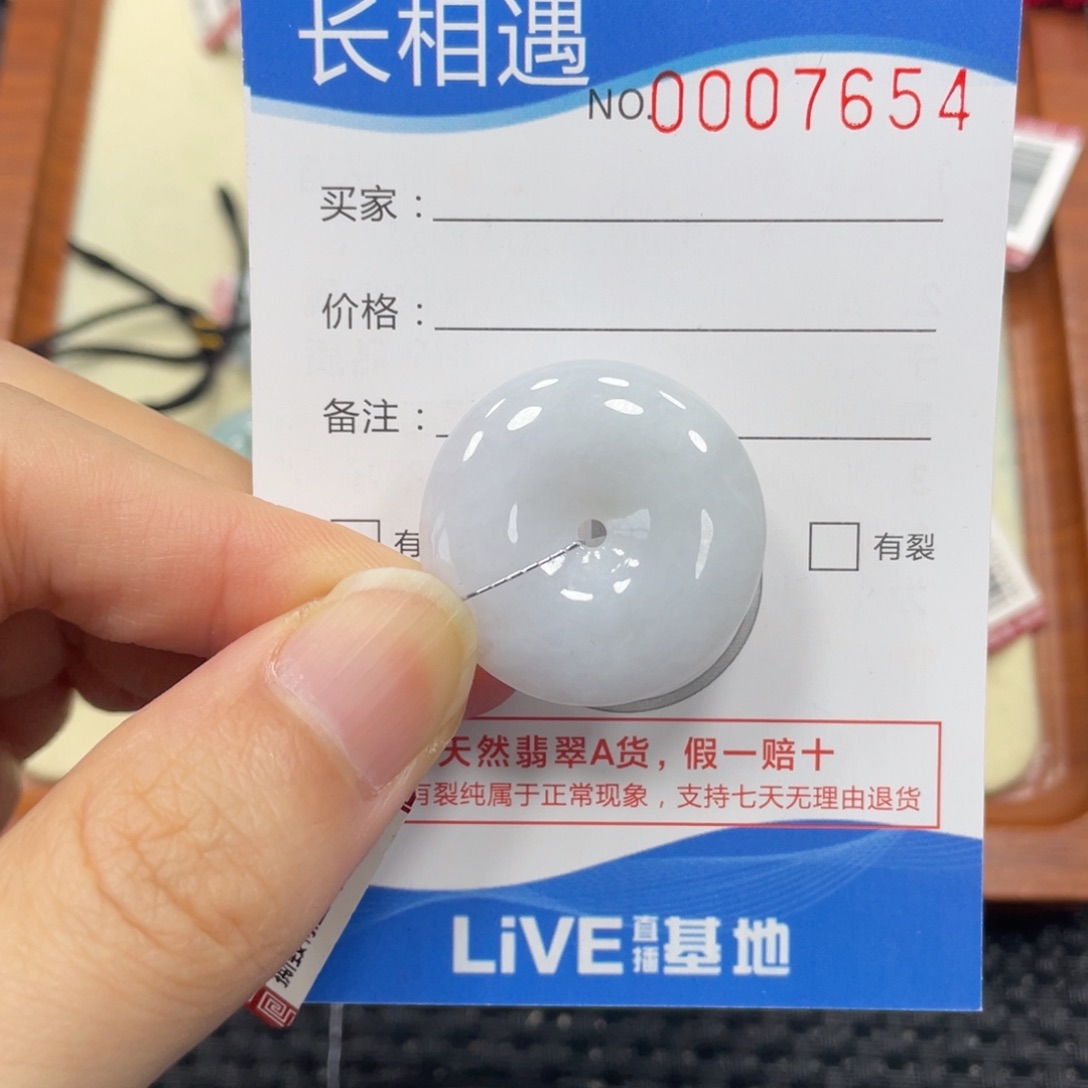 长相遇
NO.0007654
买家：
价格：
备注：
有
有裂
天然翡翠A货，假一赔十
有裂纯属于正常现象，支持七天无理由退货
LiVE直播基地